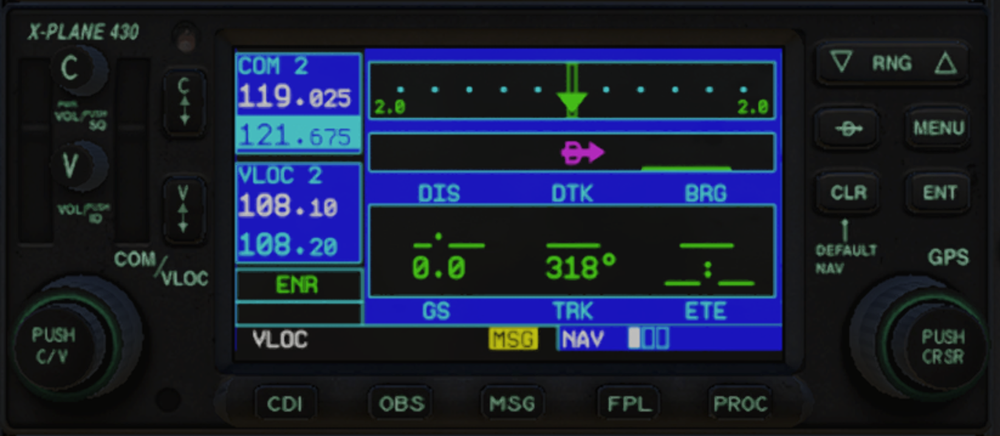 X-PLANE 430
C
PWR
VOL/PUSH
SQ
V
VOL/PUSH
ID
C
V
COM/VLOC
PUSH
C/V
COM 2
119.025
121.675
VLOC 2
108.10
108.20
ENR
VLOC
MSG
NAV
2.0 2.0
D
DIS DTK BRG
_._ _ ___ ___
0.0 318° __:__
GS TRK ETE
RNG
D
MENU
CLR
ENT
DEFAULT
NAV
GPS
PUSH
CRSR
CDI
OBS
MSG
FPL
PROC